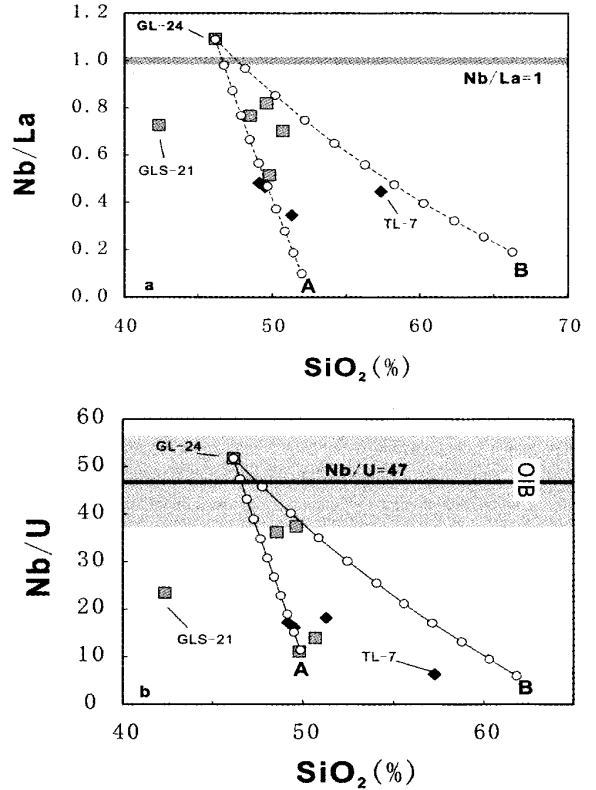 1.2
GL-24
1.0
Nb/La=1
0.8
Nb/La
0.6
GLS-21
0.4
TL-7
0.2
A
B
0.0
a
40
50
60
70
SiO₂(%)
60
GL-24
50
Nb/U=47
OIB
40
Nb/U
30
20
GLS-21
10
A
TL-7
B
0
b
40
50
60
SiO₂(%)